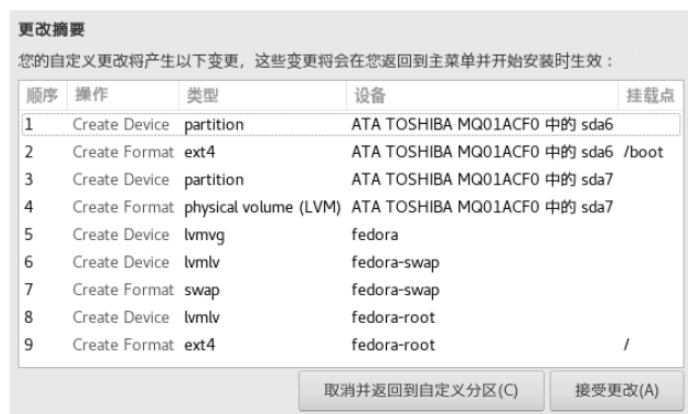 更改摘要
您的自定义更改将产生以下变更，这些变更将会在您返回到主菜单并开始安装时生效：
顺序 操作 类型 设备 挂载点
1 Create Device partition ATA TOSHIBA MQ01ACF0 中的 sda6
2 Create Format ext4 ATA TOSHIBA MQ01ACF0 中的 sda6 /boot
3 Create Device partition ATA TOSHIBA MQ01ACF0 中的 sda7
4 Create Format physical volume (LVM) ATA TOSHIBA MQ01ACF0 中的 sda7
5 Create Device lvmvg fedora
6 Create Device lvmlv fedora-swap
7 Create Format swap fedora-swap
8 Create Device lvmlv fedora-root
9 Create Format ext4 fedora-root /
取消并返回到自定义分区(C) 接受更改(A)